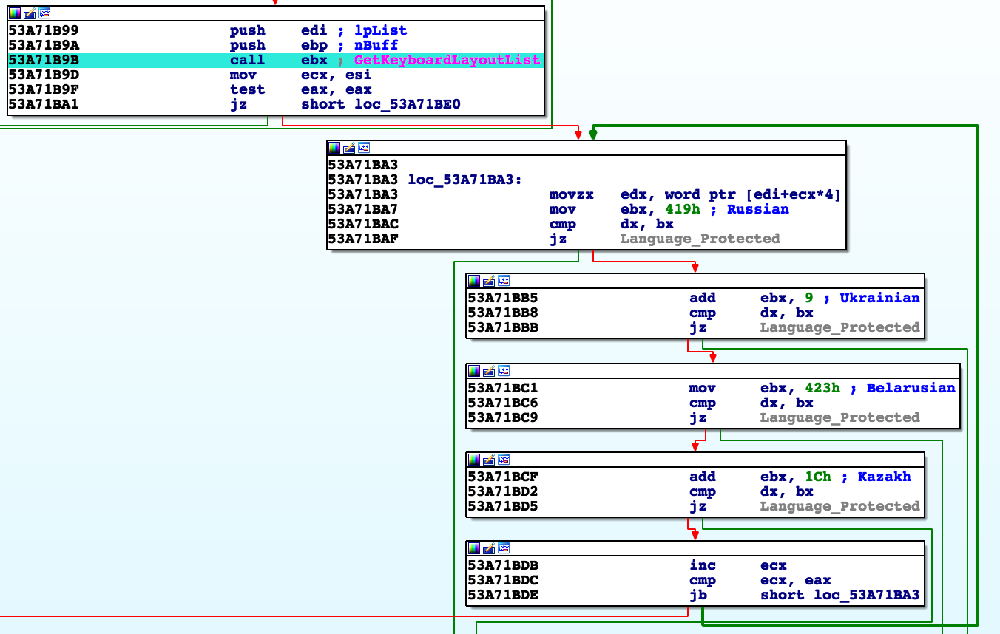 53A71B99 push edi ; lpList
53A71B9A push ebp ; nBuff
53A71B9B call ebx ; GetKeyboardLayoutList
53A71B9D mov ecx, esi
53A71B9F test eax, eax
53A71BA1 jz short loc_53A71BE0
53A71BA3
53A71BA3 loc_53A71BA3:
53A71BA3 movzx edx, word ptr [edi+ecx*4]
53A71BA7 mov ebx, 419h ; Russian
53A71BAC cmp dx, bx
53A71BAF jz Language_Protected
53A71BB5 add ebx, 9 ; Ukrainian
53A71BB8 cmp dx, bx
53A71BBB jz Language_Protected
53A71BC1 mov ebx, 423h ; Belarusian
53A71BC6 cmp dx, bx
53A71BC9 jz Language_Protected
53A71BCF add ebx, 1Ch ; Kazakh
53A71BD2 cmp dx, bx
53A71BD5 jz Language_Protected
53A71BDB inc ecx
53A71BDC cmp ecx, eax
53A71BDE jb short loc_53A71BA3